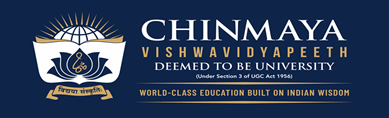 CHINMAYA
VISHWAVIDYAPEETH
DEEMED TO BE UNIVERSITY
(Under Section 3 of UGC Act 1956)
WORLD-CLASS EDUCATION BUILT ON INDIAN WISDOM
विद्यया संस्कृतिः